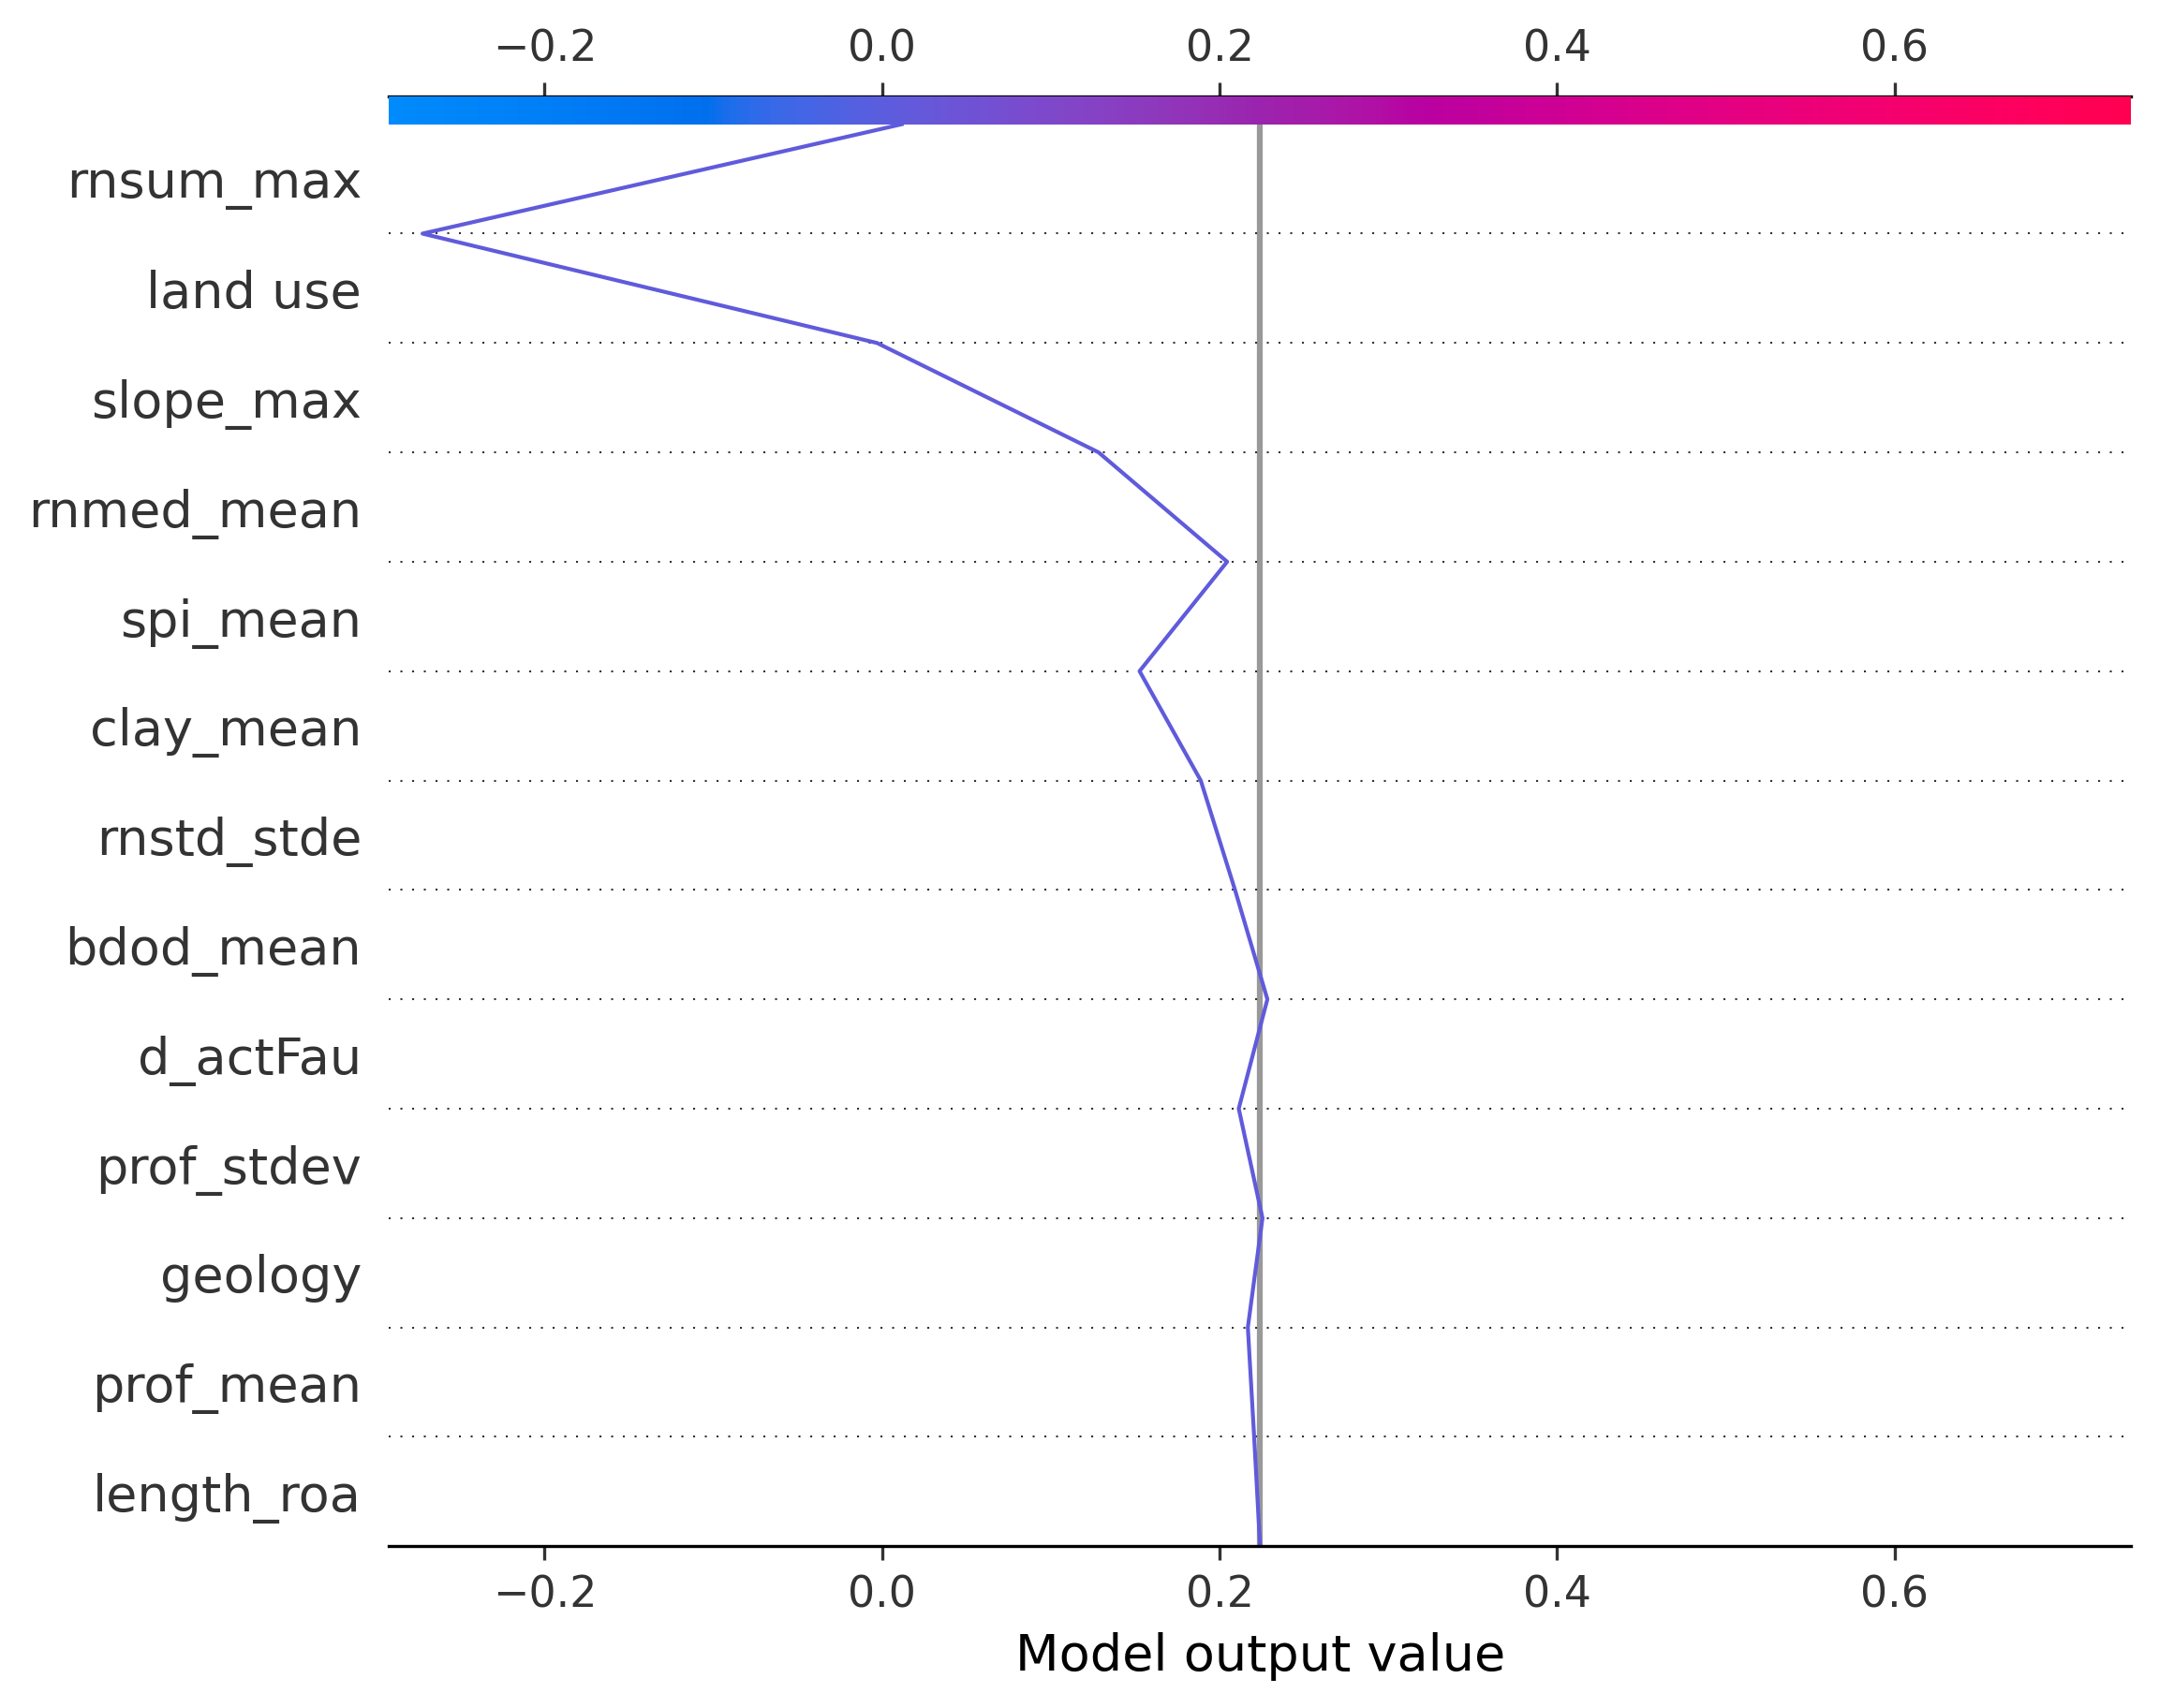 −0.2 0.0 0.2 0.4 0.6
rnsum_max
land use
slope_max
rnmed_mean
spi_mean
clay_mean
rnstd_stde
bdod_mean
d_actFau
prof_stdev
geology
prof_mean
length_roa
−0.2 0.0 0.2 0.4 0.6
Model output value